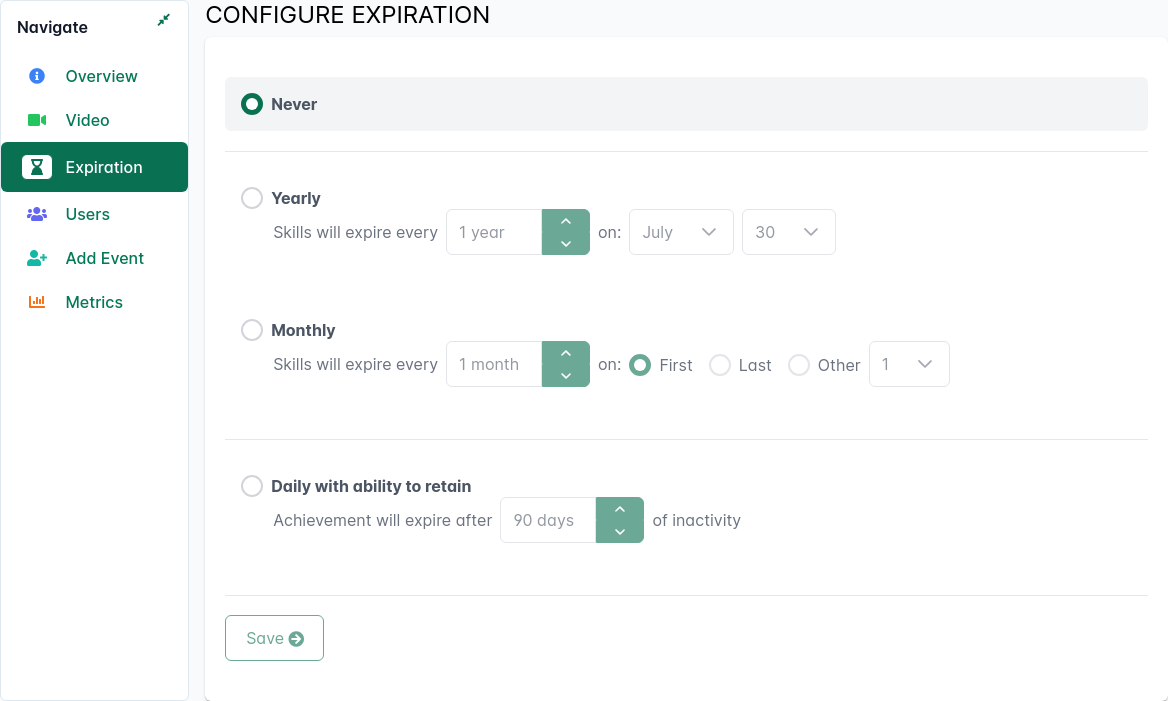 Navigate
Overview
Video
Expiration
Users
Add Event
Metrics
CONFIGURE EXPIRATION
Never
Yearly
Skills will expire every 1 year on: July 30
Monthly
Skills will expire every 1 month on: First Last Other 1
Daily with ability to retain
Achievement will expire after 90 days of inactivity
Save